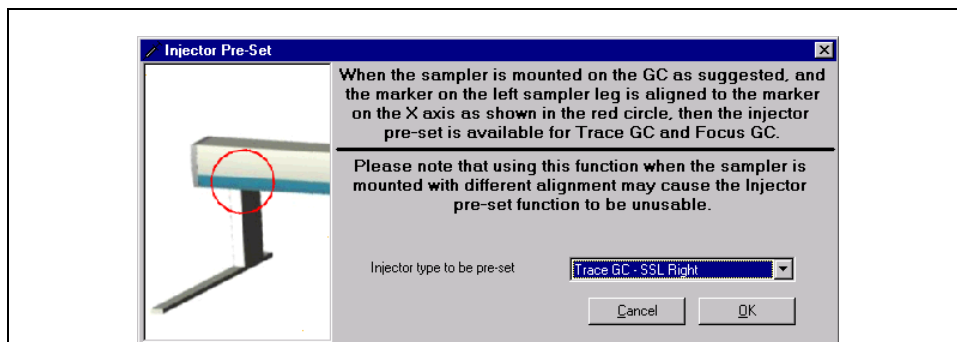 Injector Pre-Set
When the sampler is mounted on the GC as suggested, and
the marker on the left sampler leg is aligned to the marker
on the X axis as shown in the red circle, then the injector
pre-set is available for Trace GC and Focus GC.
Please note that using this function when the sampler is
mounted with different alignment may cause the Injector
pre-set function to be unusable.
Injector type to be pre-set
Trace GC - SSL Right
Cancel
OK